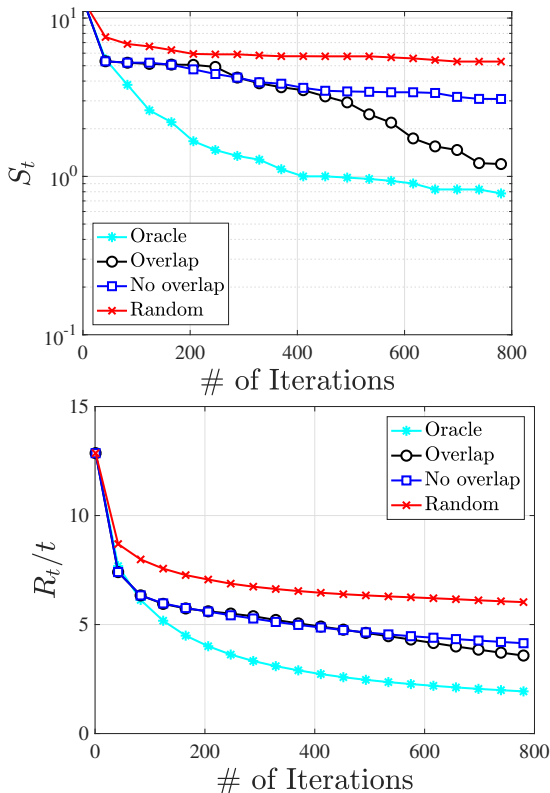 10^1
10^0
10^-1
S_t
Oracle
Overlap
No overlap
Random
0 200 400 600 800
# of Iterations
15
10
5
0
R_t/t
Oracle
Overlap
No overlap
Random
0 200 400 600 800
# of Iterations